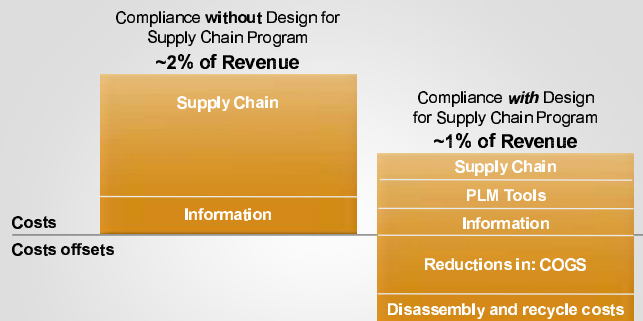 Compliance without Design for
Supply Chain Program
~2% of Revenue
Supply Chain
Information
Compliance with Design
for Supply Chain Program
~1% of Revenue
Supply Chain
PLM Tools
Information
Costs
Costs offsets
Reductions in: COGS
Disassembly and recycle costs